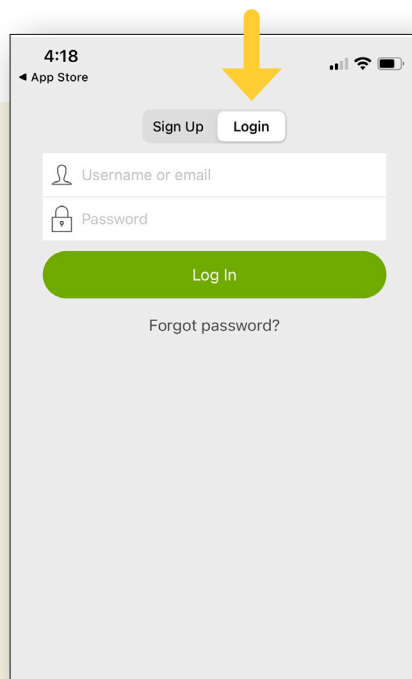 4:18
◀ App Store
Sign Up Login
Username or email
Password
Log In
Forgot password?